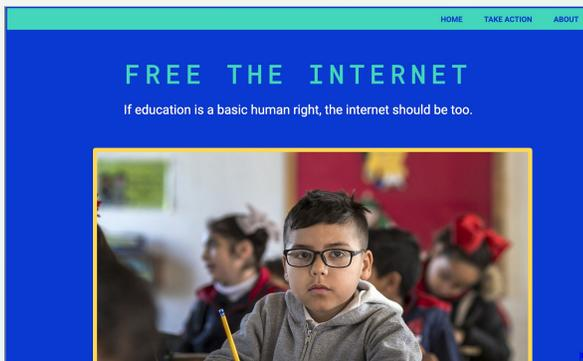 HOME TAKE ACTION ABOUT
FREE THE INTERNET
If education is a basic human right, the internet should be too.